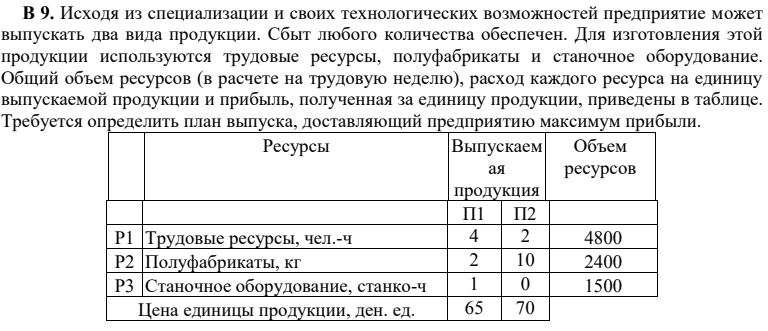 В 9. Исходя из специализации и своих технологических возможностей предприятие может
выпускать два вида продукции. Сбыт любого количества обеспечен. Для изготовления этой
продукции используются трудовые ресурсы, полуфабрикаты и станочное оборудование.
Общий объем ресурсов (в расчете на трудовую неделю), расход каждого ресурса на единицу
выпускаемой продукции и прибыль, полученная за единицу продукции, приведены в таблице.
Требуется определить план выпуска, доставляющий предприятию максимум прибыли.
Ресурсы Выпускаем Объем
ая ресурсов
продукция
П1 П2
Р1 Трудовые ресурсы, чел.-ч 4 2 4800
Р2 Полуфабрикаты, кг 2 10 2400
Р3 Станочное оборудование, станко-ч 1 0 1500
Цена единицы продукции, ден. ед. 65 70